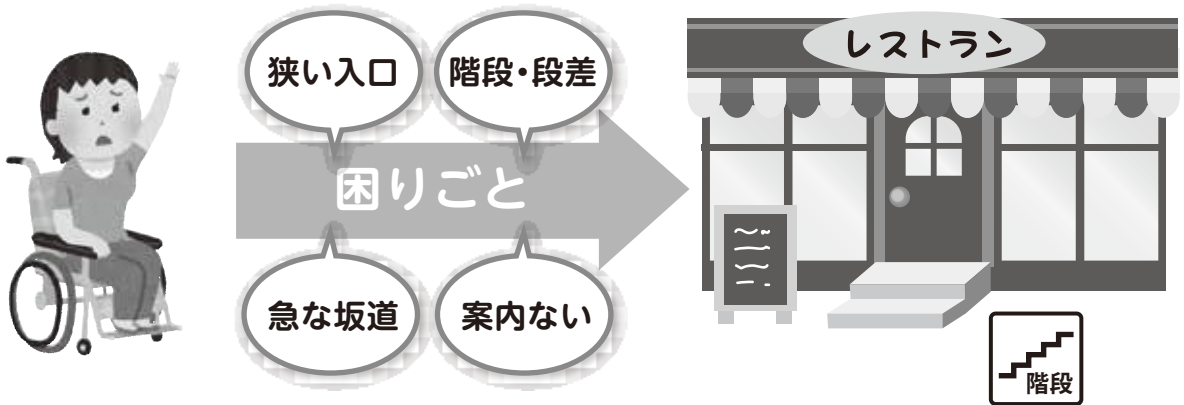 狭い入口
階段・段差
レストラン
困りごと
急な坂道
案内ない
階段